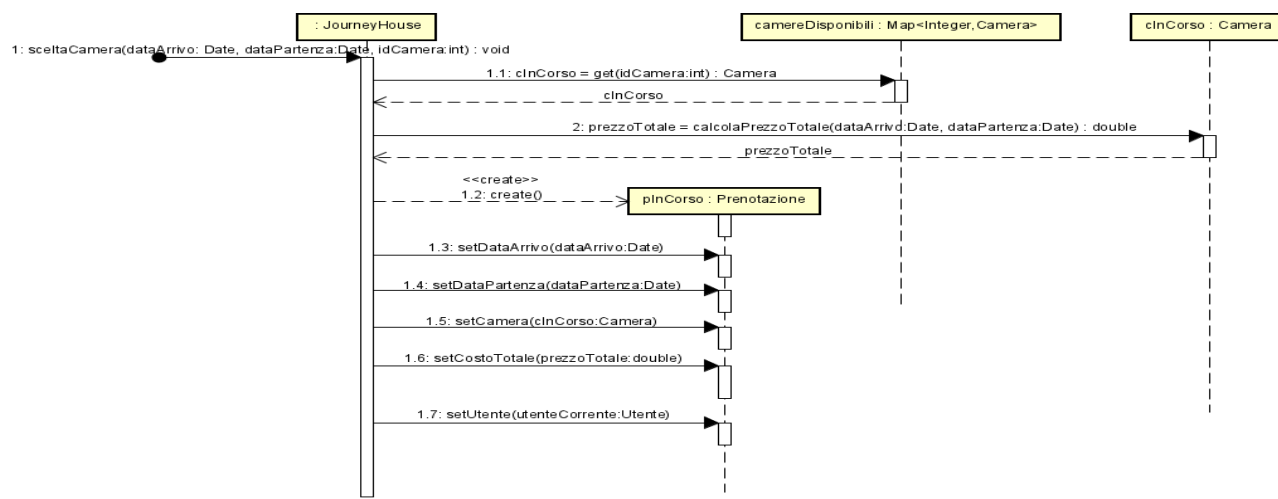 : JourneyHouse
camereDisponibili : Map<Integer,Camera>
cInCorso : Camera
1: sceltaCamera(dataArrivo: Date, dataPartenza:Date, idCamera:int) : void
1.1: cInCorso = get(idCamera:int) : Camera
cInCorso
2: prezzoTotale = calcolaPrezzoTotale(dataArrivo:Date, dataPartenza:Date) : double
prezzoTotale
<<create>>
1.2: create()
pInCorso : Prenotazione
1.3: setDataArrivo(dataArrivo:Date)
1.4: setDataPartenza(dataPartenza:Date)
1.5: setCamera(cInCorso:Camera)
1.6: setCostoTotale(prezzoTotale:double)
1.7: setUtente(utenteCorrente:Utente)